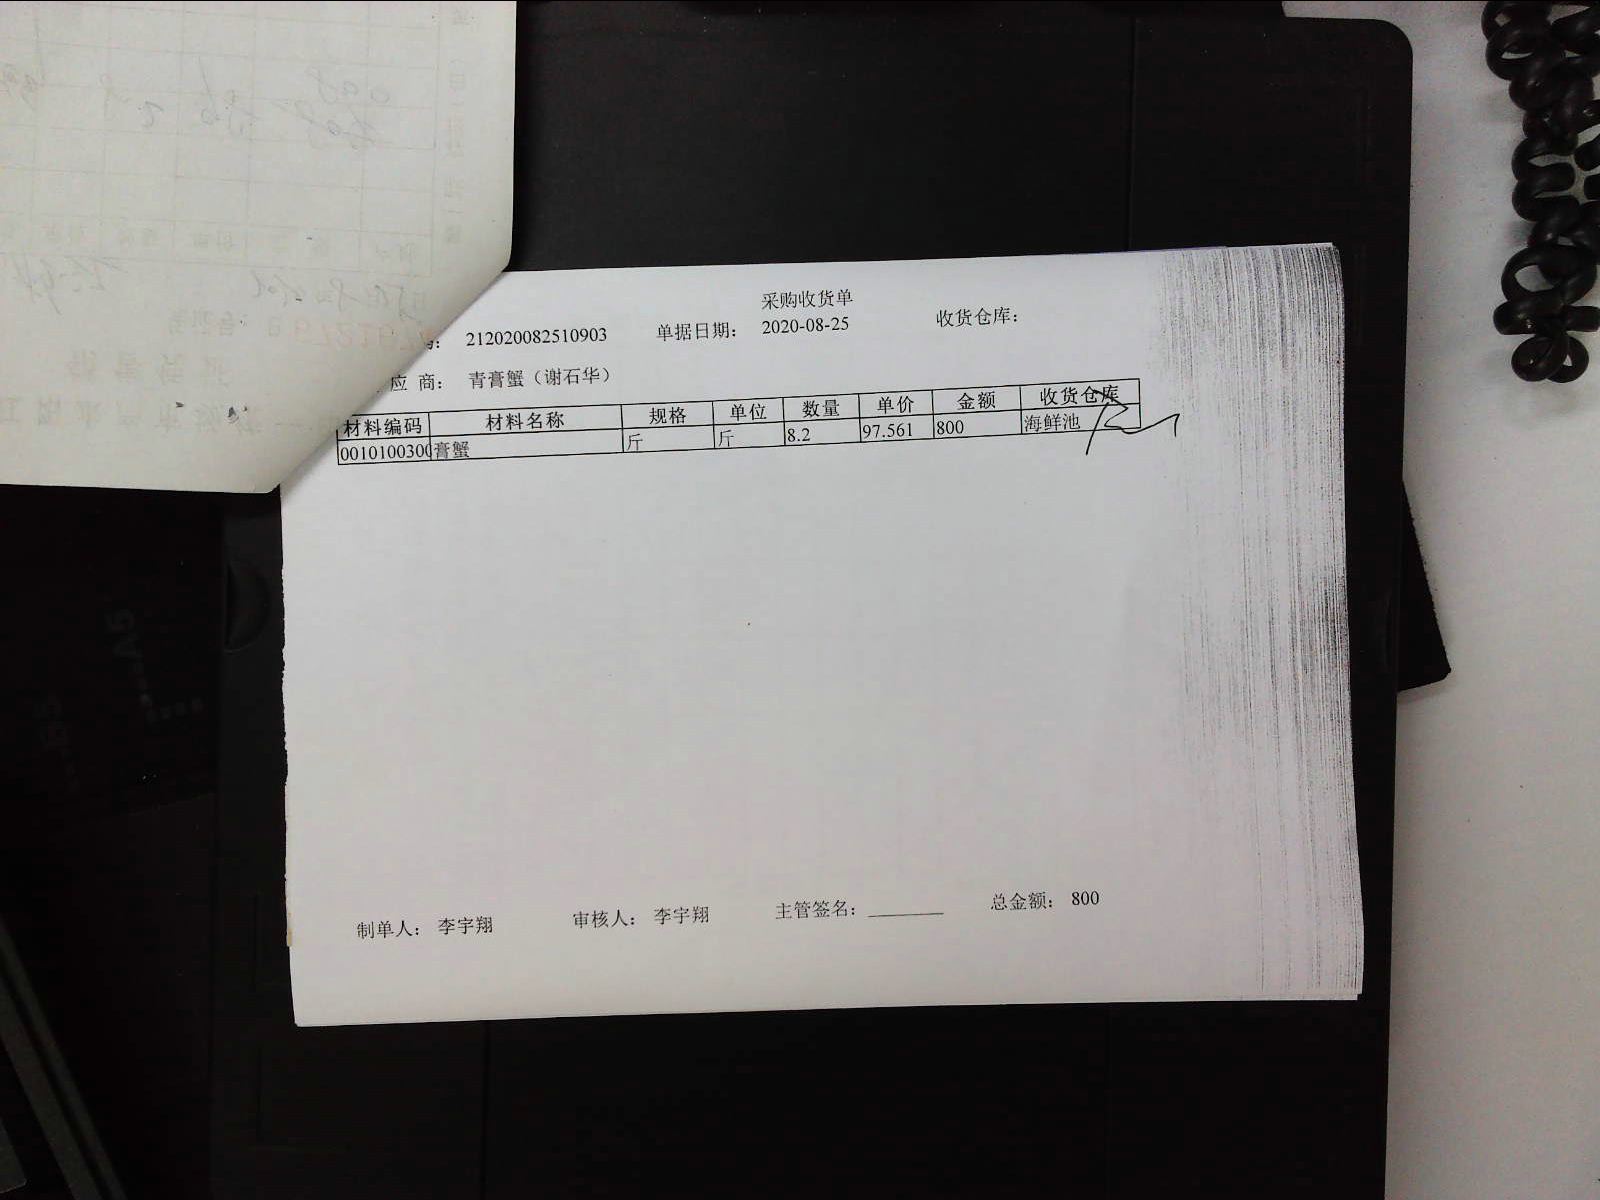 采购收货单
212020082510903 单据日期： 2020-08-25 收货仓库：
应 商： 青膏蟹（谢石华）
材料编码 材料名称 规格 单位 数量 单价 金额 收货仓库
0010100300 膏蟹 斤 斤 8.2 97.561 800 海鲜池
制单人： 李宇翔 审核人： 李宇翔 主管签名： 总金额： 800